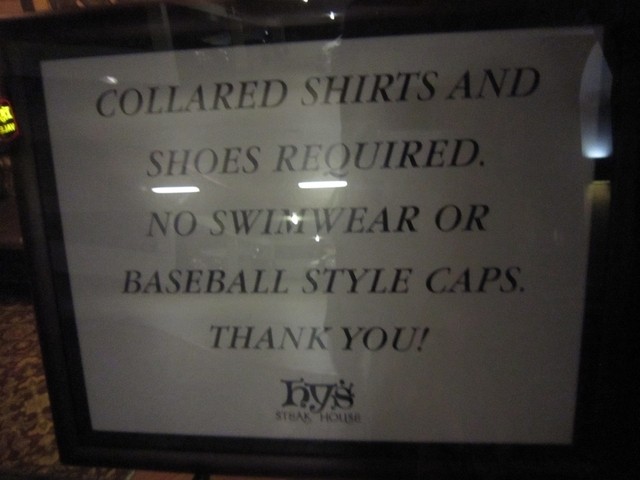 COLLARED SHIRTS AND
SHOES REQUIRED.
NO SWIMWEAR OR
BASEBALL STYLE CAPS.
THANK YOU!
hy's
STEAK HOUSE